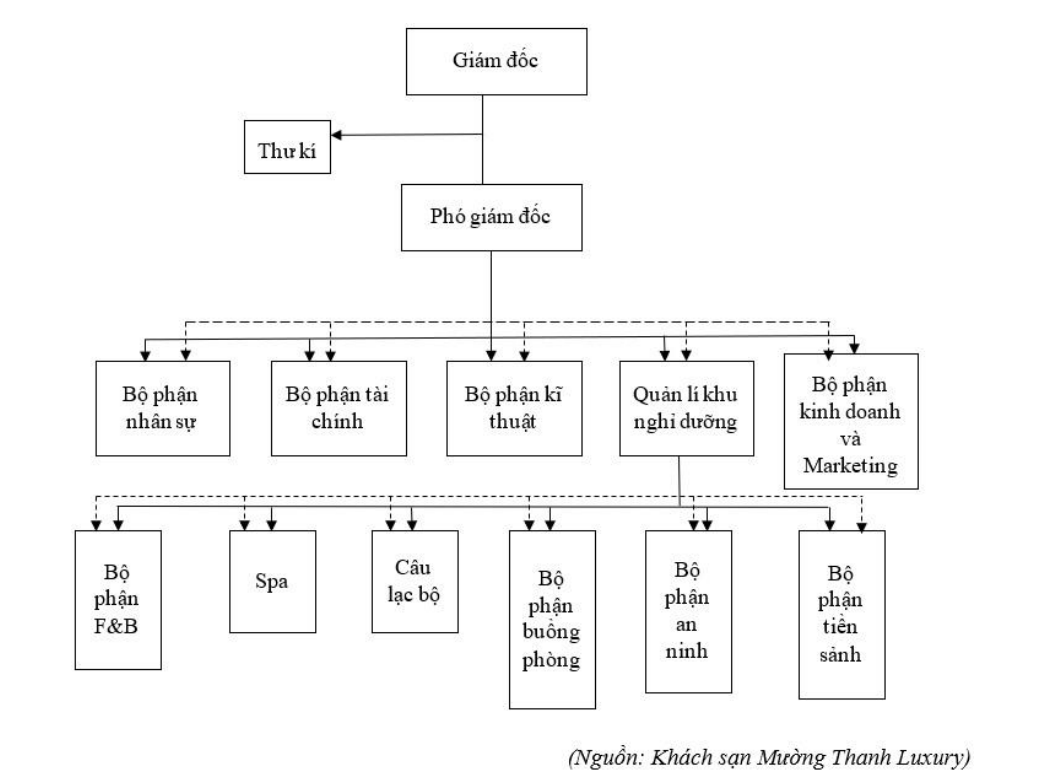 Giám đốc
Thư kí
Phó giám đốc
Bộ phận
nhân sự
Bộ phận tài
chính
Bộ phận kĩ
thuật
Quản lí khu
nghỉ dưỡng
Bộ phận
kinh doanh
và
Marketing
Bộ
phận
F&B
Spa
Câu
lạc bộ
Bộ
phận
buồng
phòng
Bộ
phận
an
ninh
Bộ
phận
tiền
sảnh
(Nguồn: Khách sạn Mường Thanh Luxury)